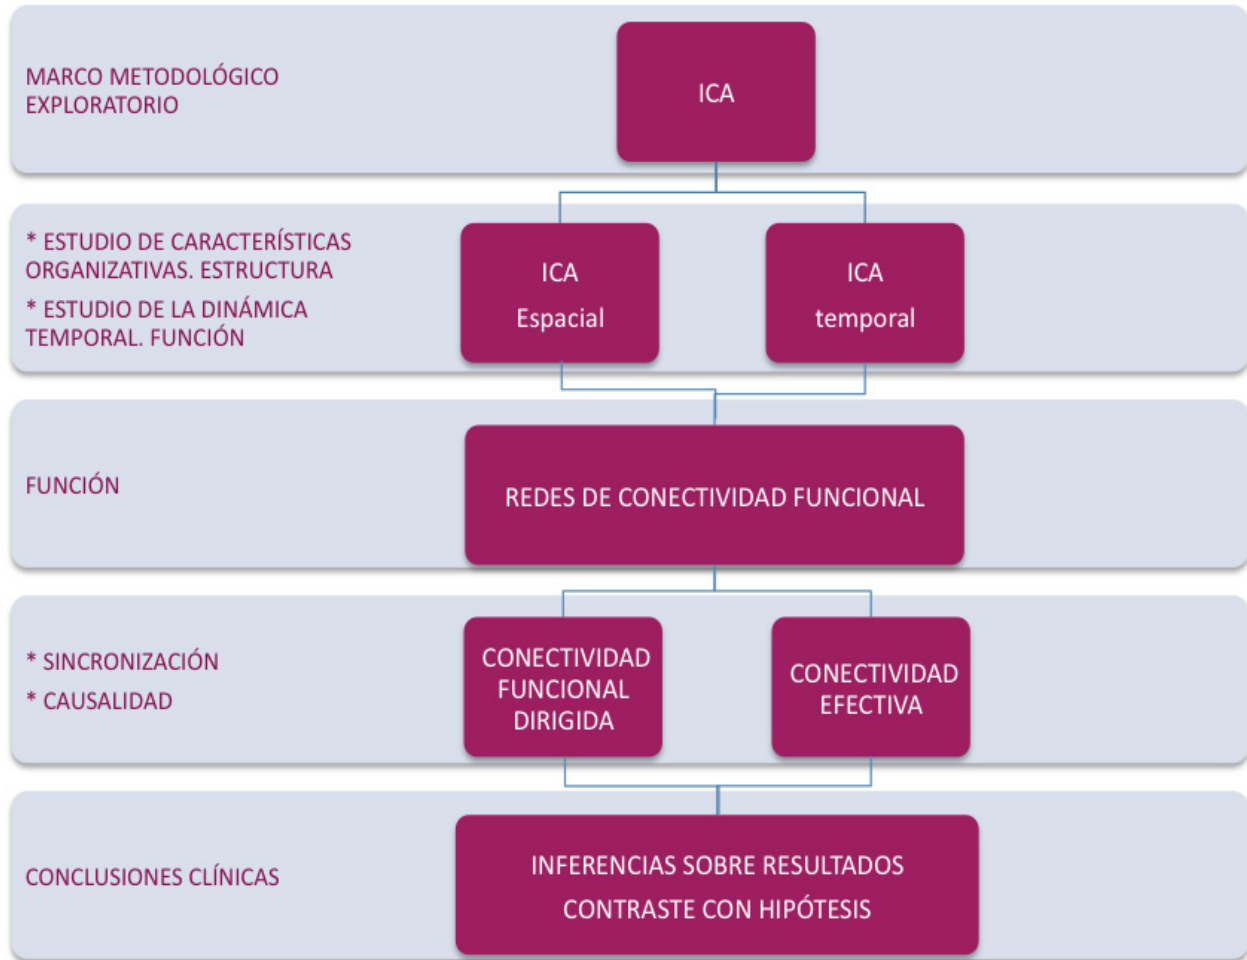 MARCO METODOLÓGICO
EXPLORATORIO
ICA
* ESTUDIO DE CARACTERÍSTICAS
ORGANIZATIVAS. ESTRUCTURA
* ESTUDIO DE LA DINÁMICA
TEMPORAL. FUNCIÓN
ICA
Espacial
ICA
temporal
FUNCIÓN
REDES DE CONECTIVIDAD FUNCIONAL
* SINCRONIZACIÓN
* CAUSALIDAD
CONECTIVIDAD
FUNCIONAL
DIRIGIDA
CONECTIVIDAD
EFECTIVA
CONCLUSIONES CLÍNICAS
INFERENCIAS SOBRE RESULTADOS
CONTRASTE CON HIPÓTESIS